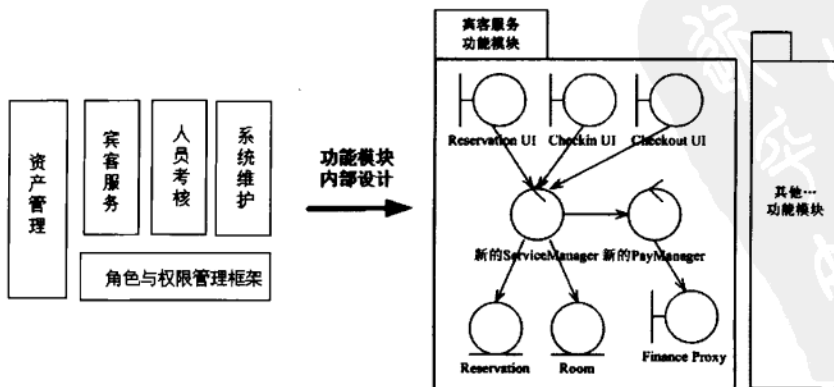 资产管理
宾客服务
人员考核
系统维护
角色与权限管理框架
功能模块
内部设计
宾客服务
功能模块
Reservation UI
Checkin UI
Checkout UI
新的ServiceManager
新的PayManager
Reservation
Room
Finance Proxy
其他…
功能模块